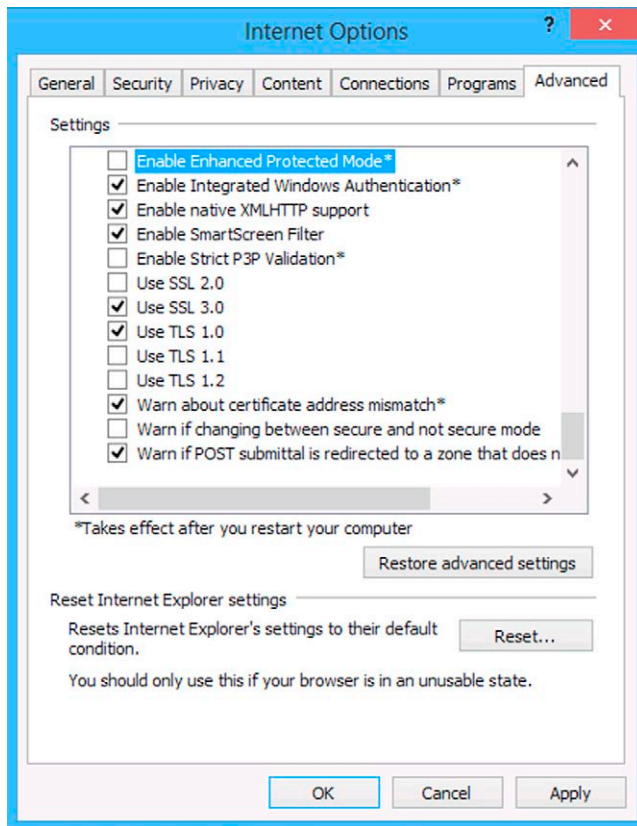 Internet Options
?
General Security Privacy Content Connections Programs Advanced
Settings
Enable Enhanced Protected Mode*
Enable Integrated Windows Authentication*
Enable native XMLHTTP support
Enable SmartScreen Filter
Enable Strict P3P Validation*
Use SSL 2.0
Use SSL 3.0
Use TLS 1.0
Use TLS 1.1
Use TLS 1.2
Warn about certificate address mismatch*
Warn if changing between secure and not secure mode
Warn if POST submittal is redirected to a zone that does n
*Takes effect after you restart your computer
Restore advanced settings
Reset Internet Explorer settings
Resets Internet Explorer's settings to their default
condition.
Reset...
You should only use this if your browser is in an unusable state.
OK Cancel Apply